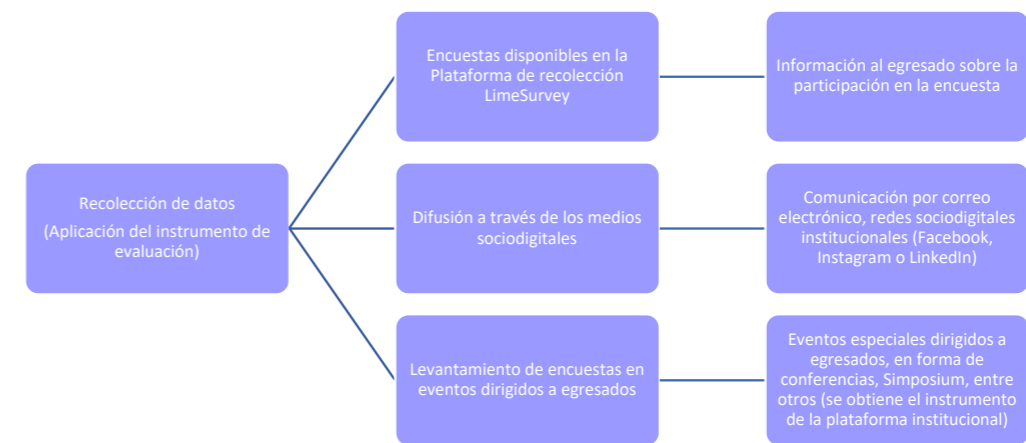 Recolección de datos
(Aplicación del instrumento de
evaluación)
Encuestas disponibles en la
Plataforma de recolección
LimeSurvey
Información al egresado sobre la
participación en la encuesta
Difusión a través de los medios
sociodigitales
Comunicación por correo
electrónico, redes sociodigitales
institucionales (Facebook,
Instagram o LinkedIn)
Levantamiento de encuestas en
eventos dirigidos a egresados
Eventos especiales dirigidos a
egresados, en forma de
conferencias, Simposium, entre
otros (se obtiene el instrumento
de la plataforma institucional)